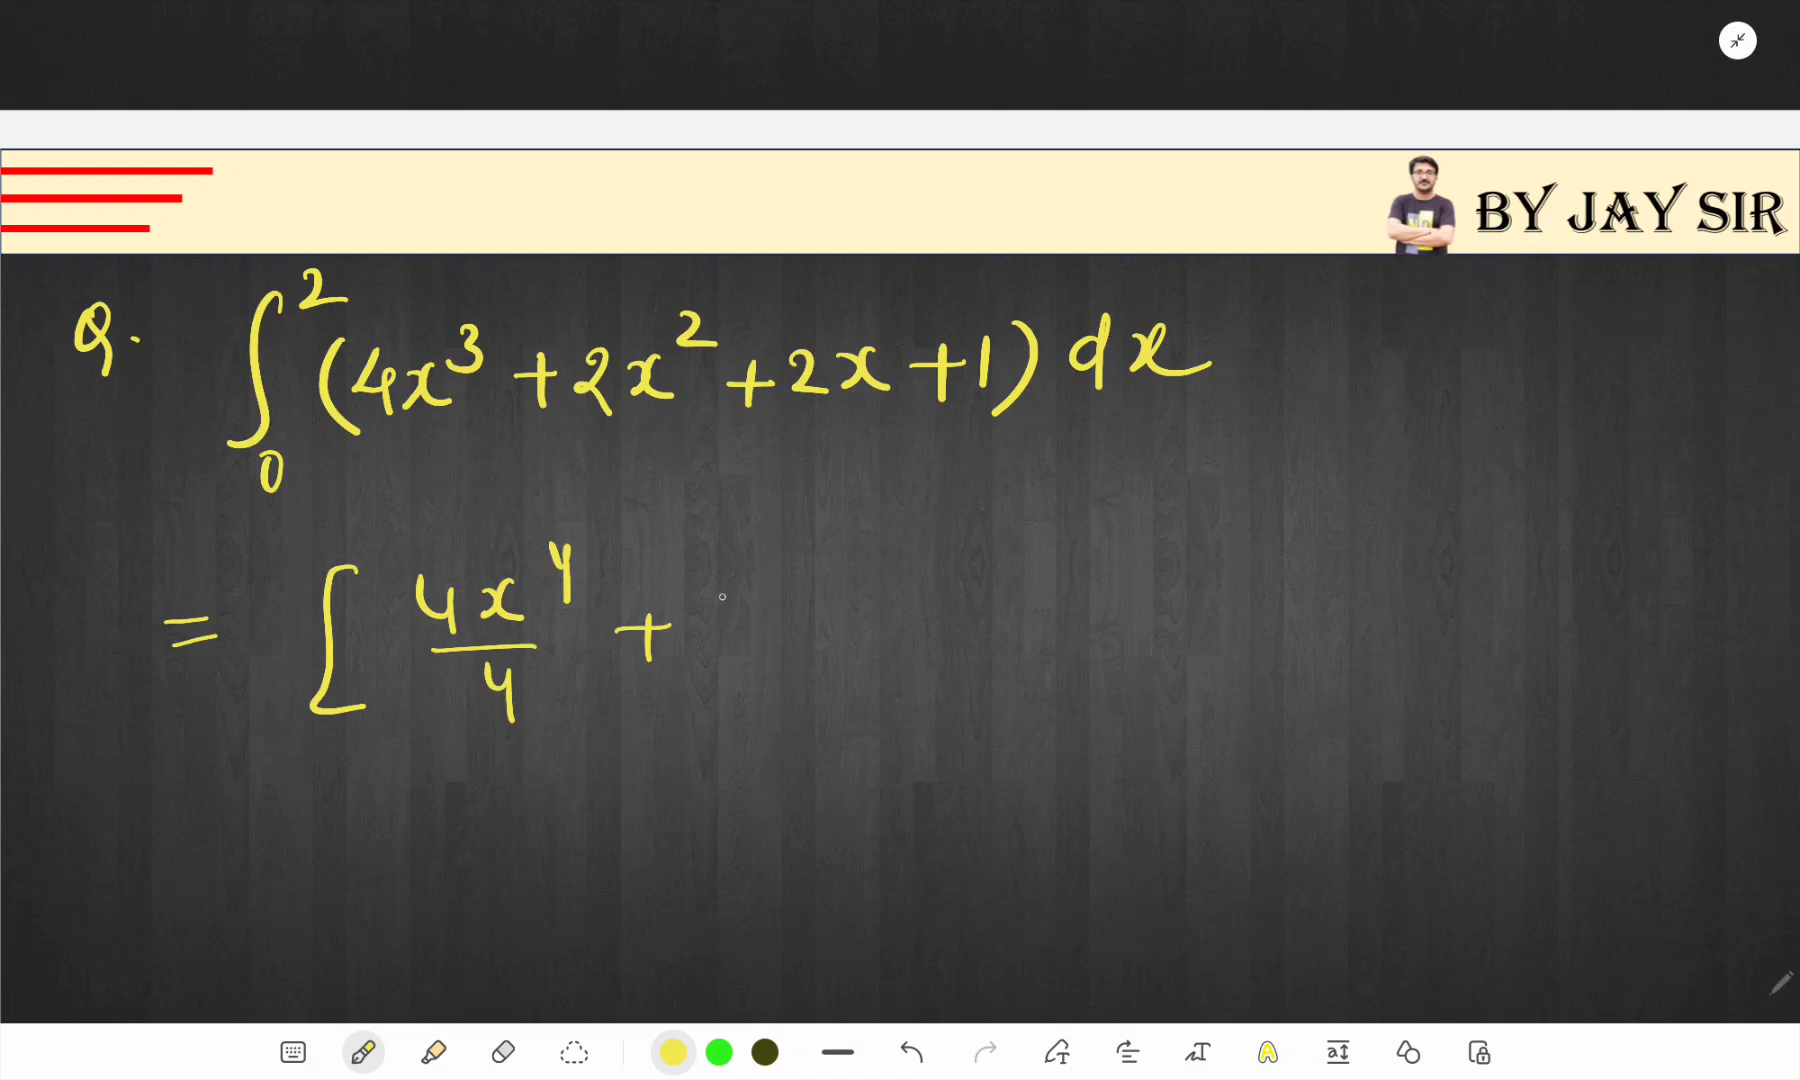 BY JAY SIR
Q. ∫₀² (4x³ + 2x² + 2x + 1) dx
= [ 4x⁴/4 +